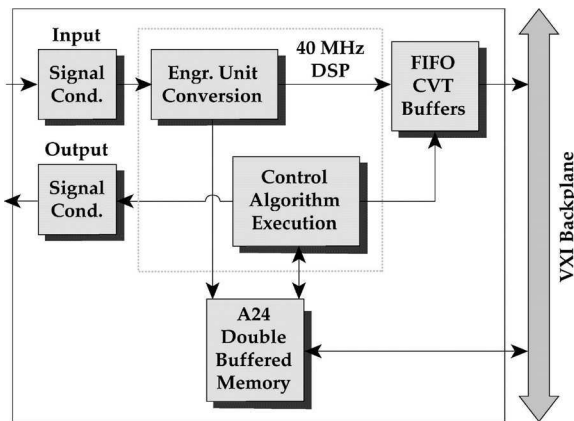 Input
Signal
Cond.
Engr. Unit
Conversion
40 MHz
DSP
FIFO
CVT
Buffers
Output
Signal
Cond.
Control
Algorithm
Execution
A24
Double
Buffered
Memory
VXI Backplane